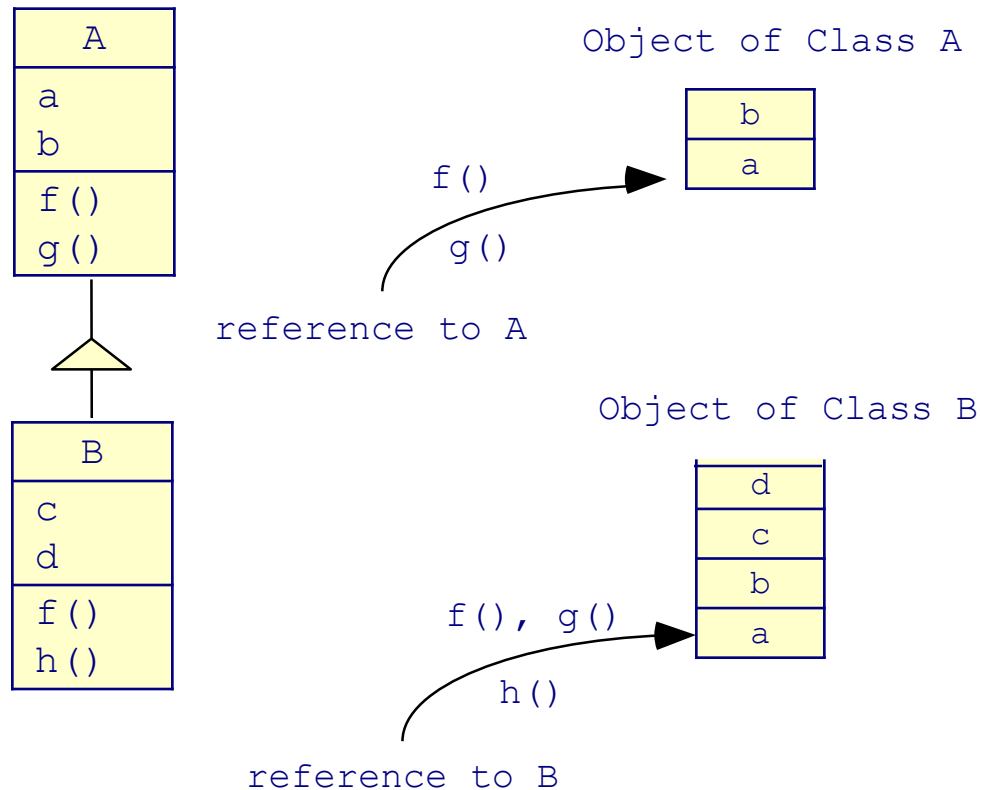 A
a
b
f()
g()
B
c
d
f()
h()
Object of Class A
b
a
f()
g()
reference to A
Object of Class B
d
c
b
a
f(), g()
h()
reference to B